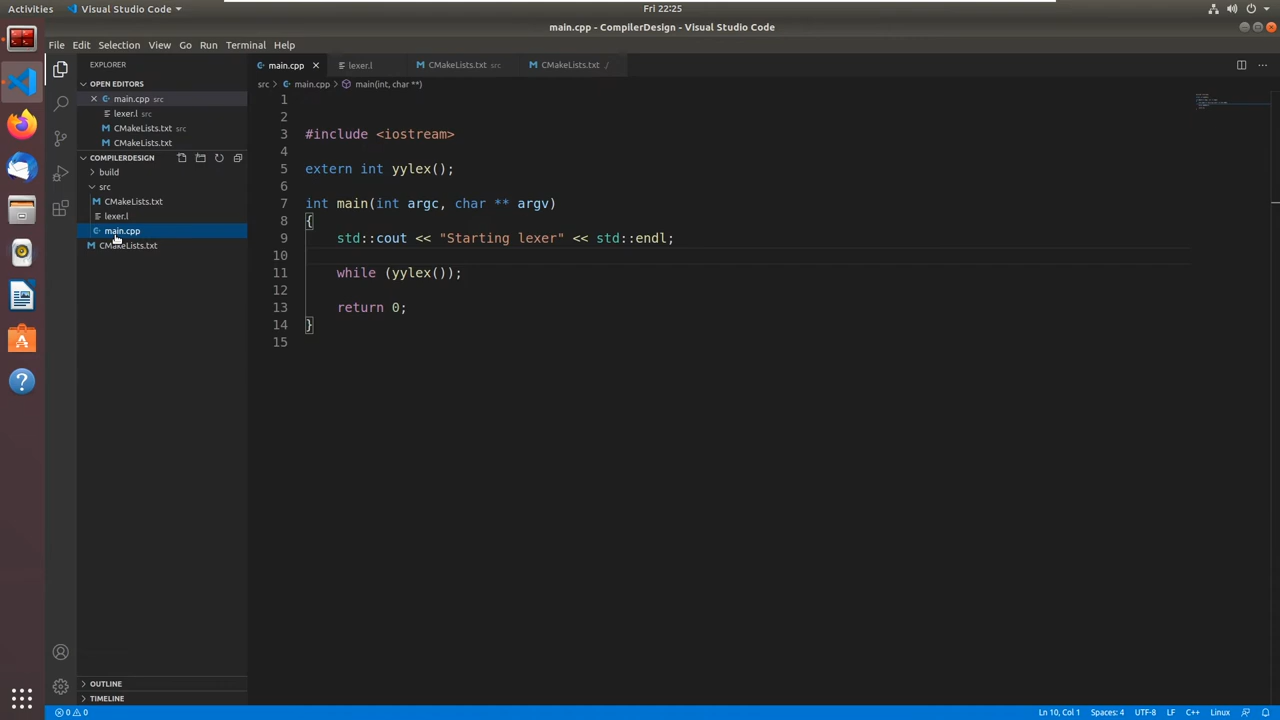 Activities Visual Studio Code Fri 22:25
main.cpp - CompilerDesign - Visual Studio Code
File Edit Selection View Go Run Terminal Help
EXPLORER
OPEN EDITORS
main.cpp src
lexer.l src
CMakeLists.txt src
CMakeLists.txt
COMPILERDESIGN
build
src
CMakeLists.txt
lexer.l
main.cpp
CMakeLists.txt
OUTLINE
TIMELINE
main.cpp lexer.l CMakeLists.txt src CMakeLists.txt ./
src > main.cpp > main(int, char **)
1
2
3 #include <iostream>
4
5 extern int yylex();
6
7 int main(int argc, char ** argv)
8 {
9 std::cout << "Starting lexer" << std::endl;
10
11 while (yylex());
12
13 return 0;
14 }
15
0 0 Ln 10, Col 1 Spaces: 4 UTF-8 LF C++ Linux